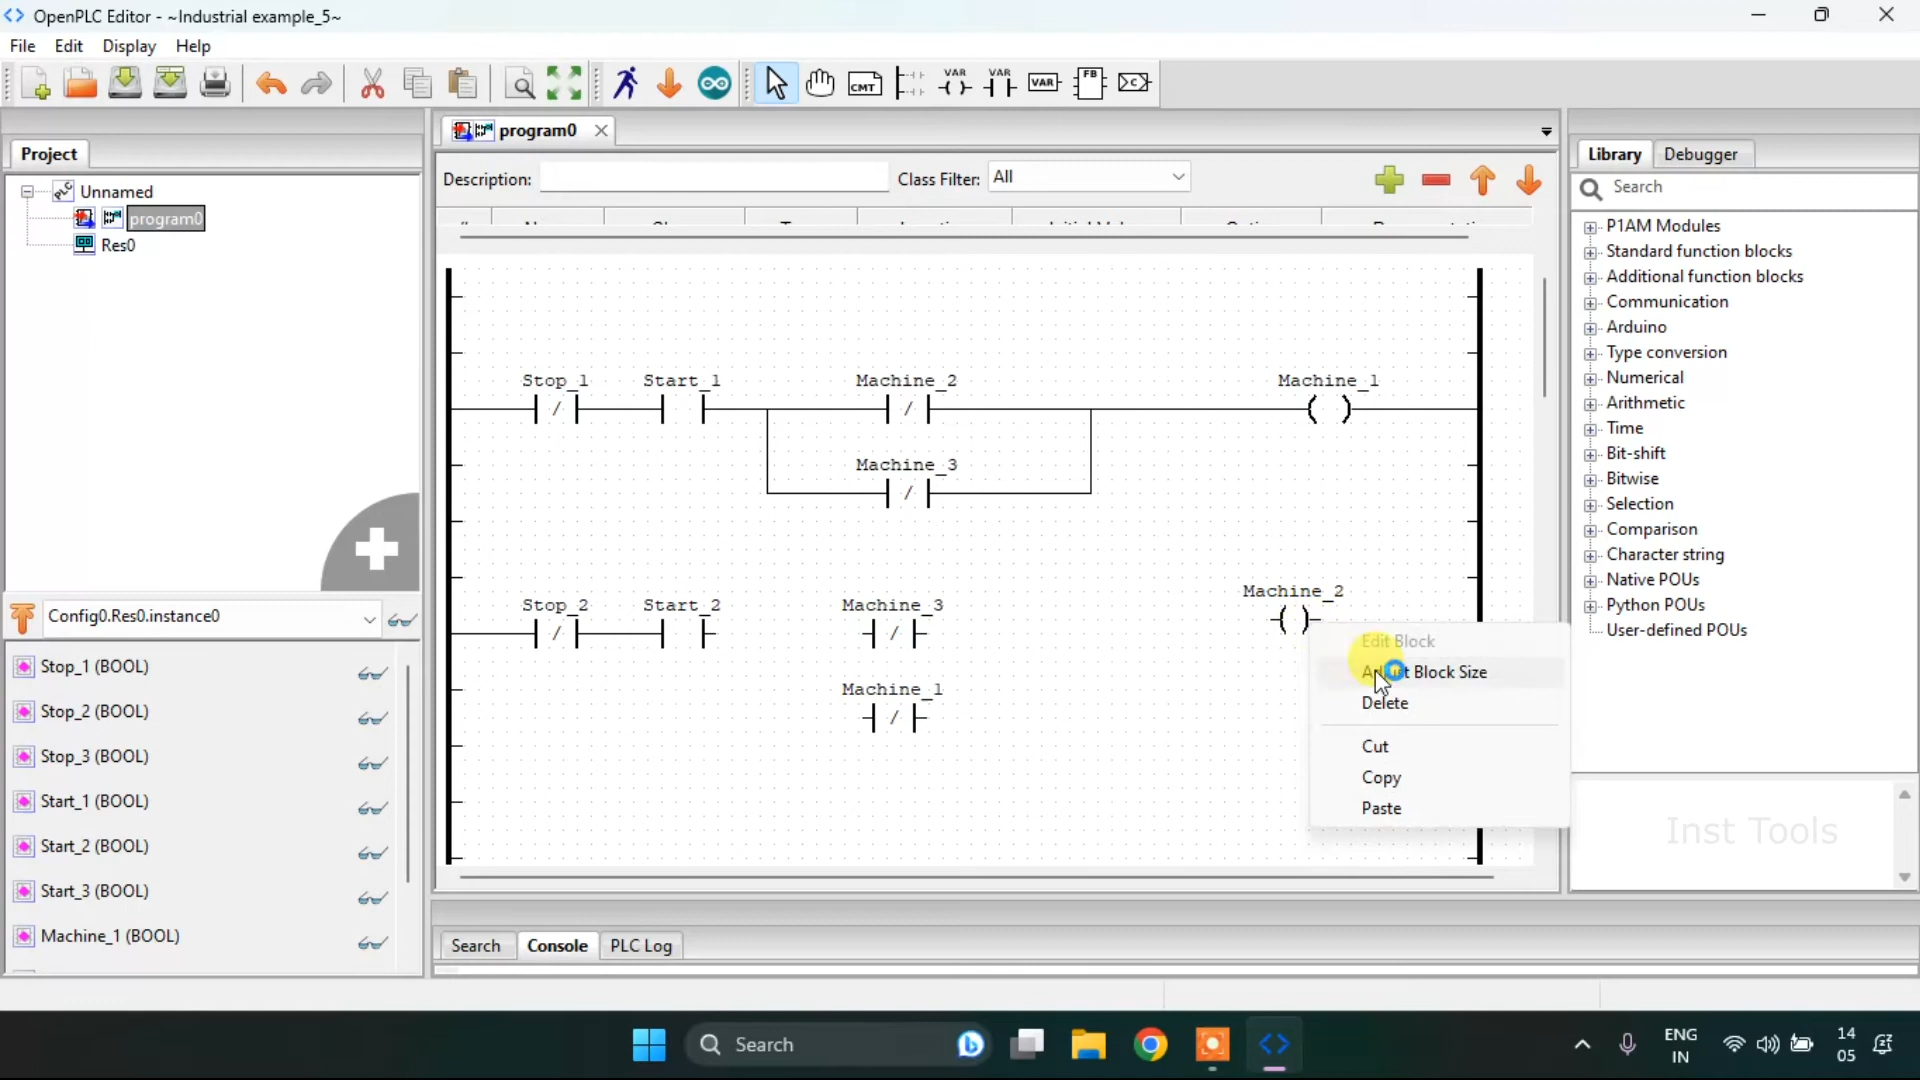 OpenPLC Editor - ~Industrial example_5~
File Edit Display Help
CMT VAR VAR VAR FB >C<
Project
program0
Library Debugger
Description:
Class Filter: All
Search
Unnamed
program0
Res0
P1AM Modules
Standard function blocks
Additional function blocks
Communication
Arduino
Type conversion
Numerical
Arithmetic
Time
Bit-shift
Bitwise
Selection
Comparison
Character string
Native POUs
Python POUs
User-defined POUs
Stop_1 Start_1 Machine_2 Machine_1
Machine_3
Stop_2 Start_2 Machine_3 Machine_2
Machine_1
Edit Block
Block Size
Delete
Cut
Copy
Paste
Config0.Res0.instance0
Stop_1 (BOOL)
Stop_2 (BOOL)
Stop_3 (BOOL)
Start_1 (BOOL)
Start_2 (BOOL)
Start_3 (BOOL)
Machine_1 (BOOL)
Inst Tools
Search Console PLC Log
Search
ENG
IN
14
05